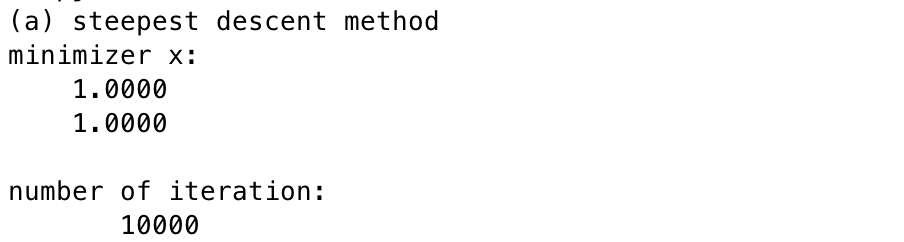 (a) steepest descent method
minimizer x:
    1.0000
    1.0000

number of iteration:
       10000